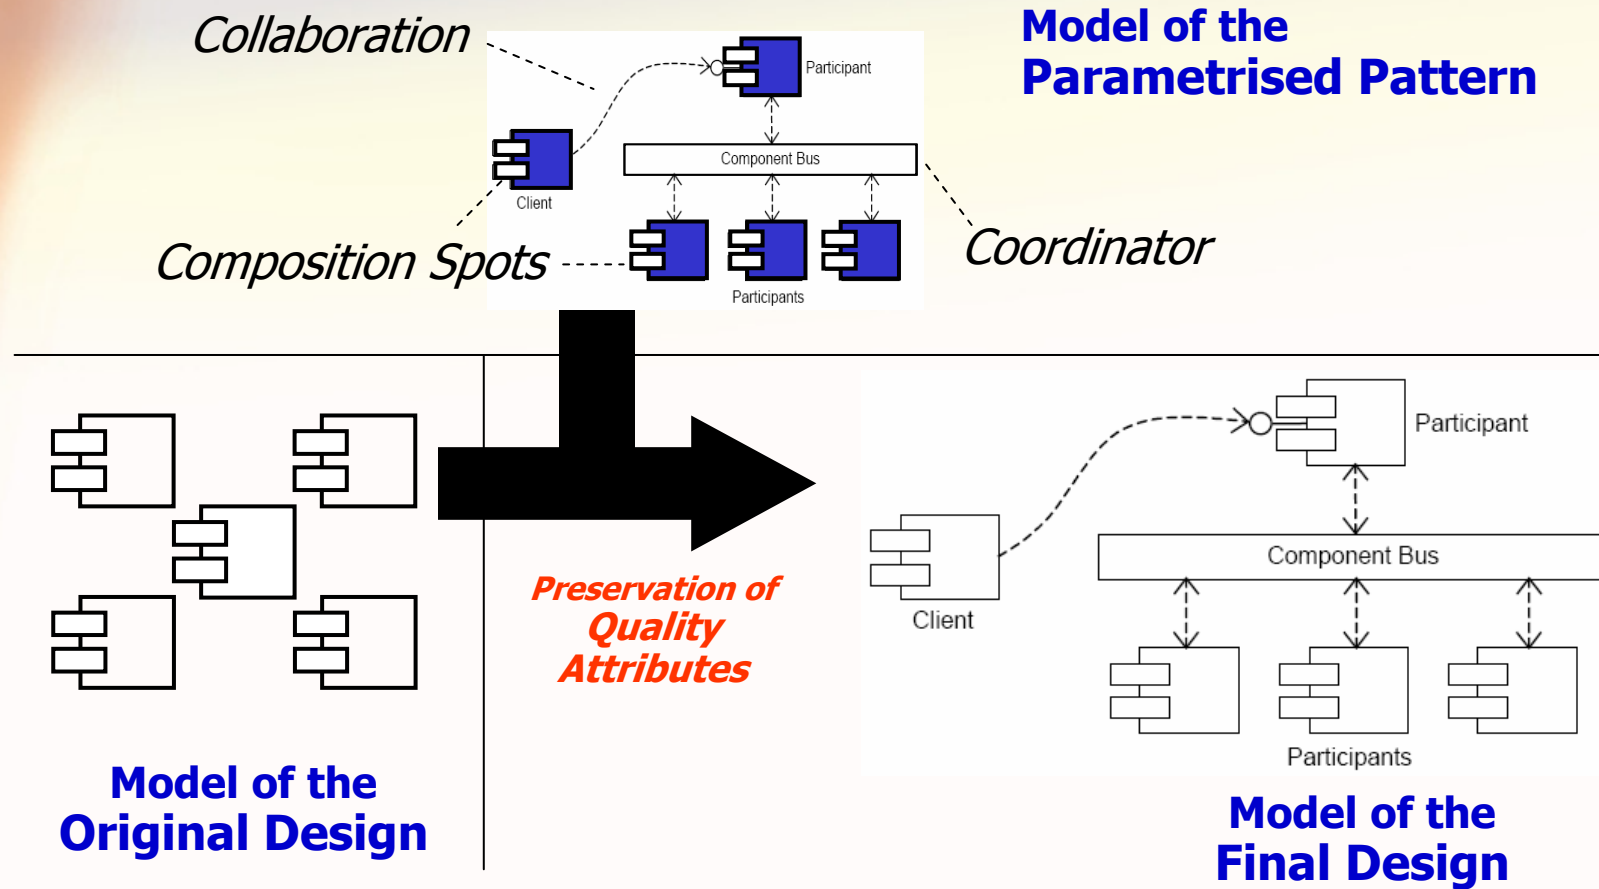 Collaboration
Model of the
Parametrised Pattern
Participant
Component Bus
Client
Composition Spots
Coordinator
Participants
Participant
Component Bus
Client
Participants
Preservation of
Quality
Attributes
Model of the
Original Design
Model of the
Final Design